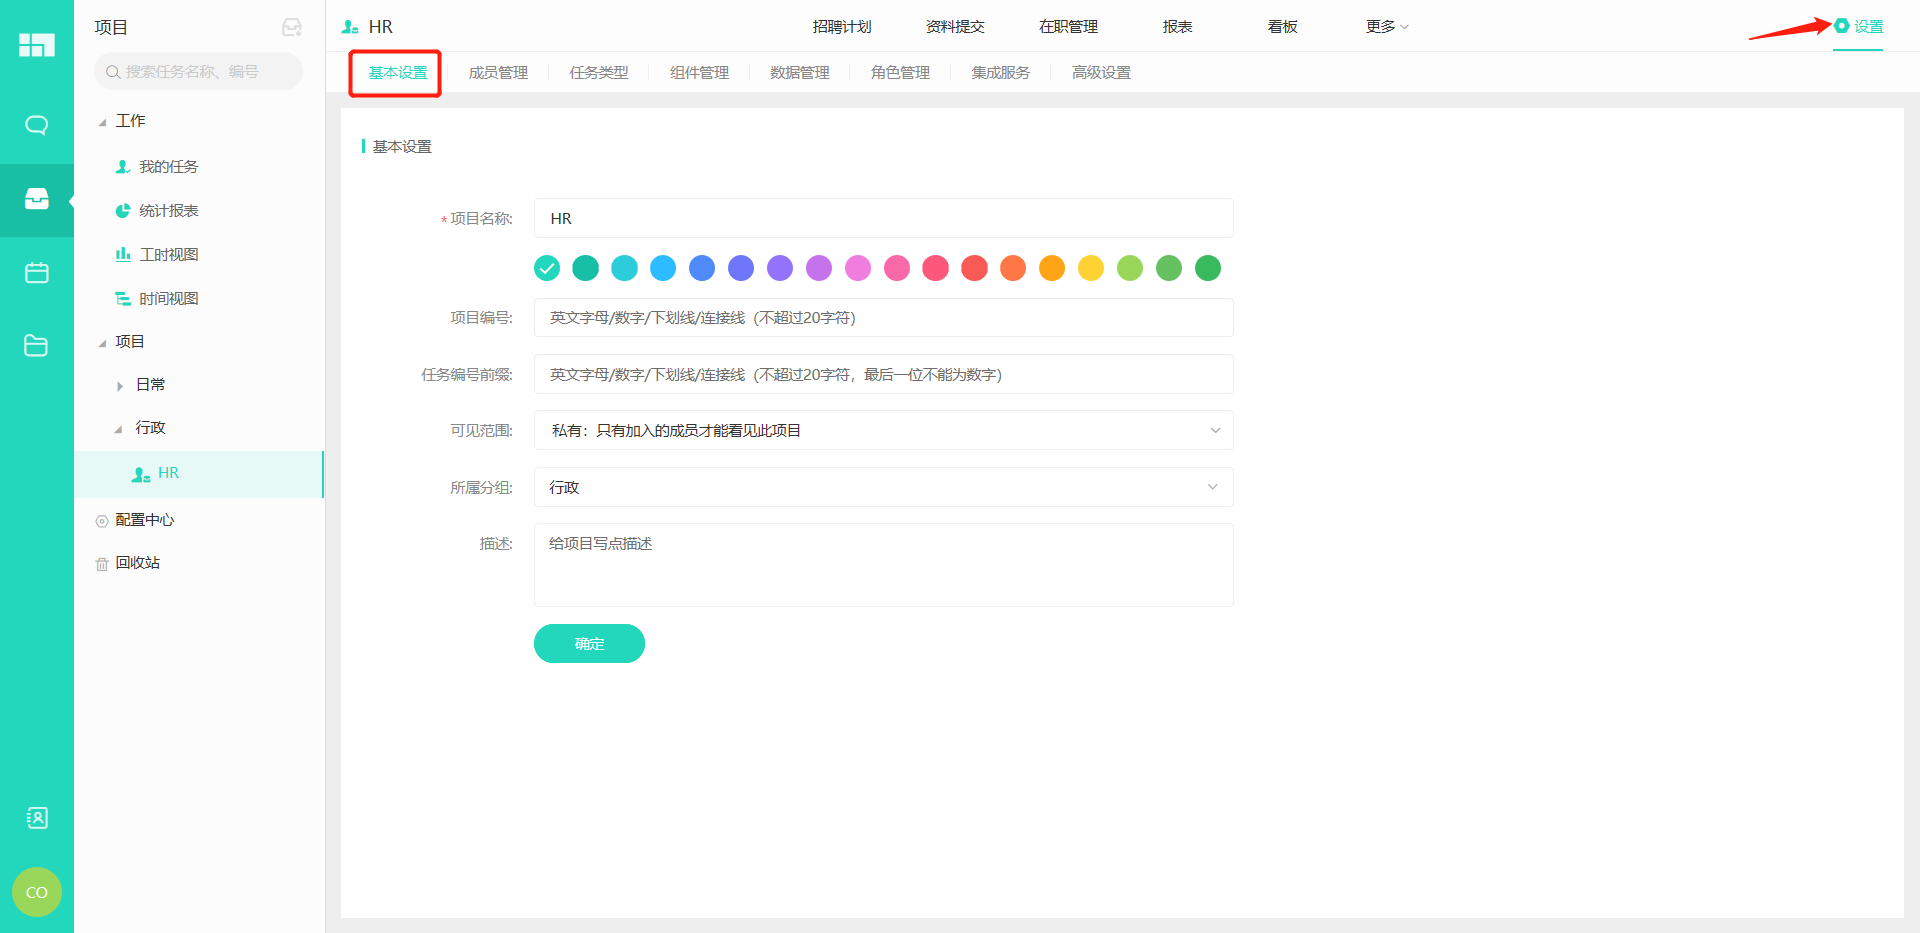 项目
搜索任务名称、编号
工作
我的任务
统计报表
工时视图
时间视图
项目
日常
行政
HR
配置中心
回收站
CO
HR
招聘计划
资料提交
在职管理
报表
看板
更多
设置
基本设置
成员管理
任务类型
组件管理
数据管理
角色管理
集成服务
高级设置
基本设置
*项目名称:
HR
项目编号:
英文字母/数字/下划线/连接线（不超过20字符）
任务编号前缀:
英文字母/数字/下划线/连接线（不超过20字符，最后一位不能为数字）
可见范围:
私有：只有加入的成员才能看见此项目
所属分组:
行政
描述:
给项目写点描述
确定